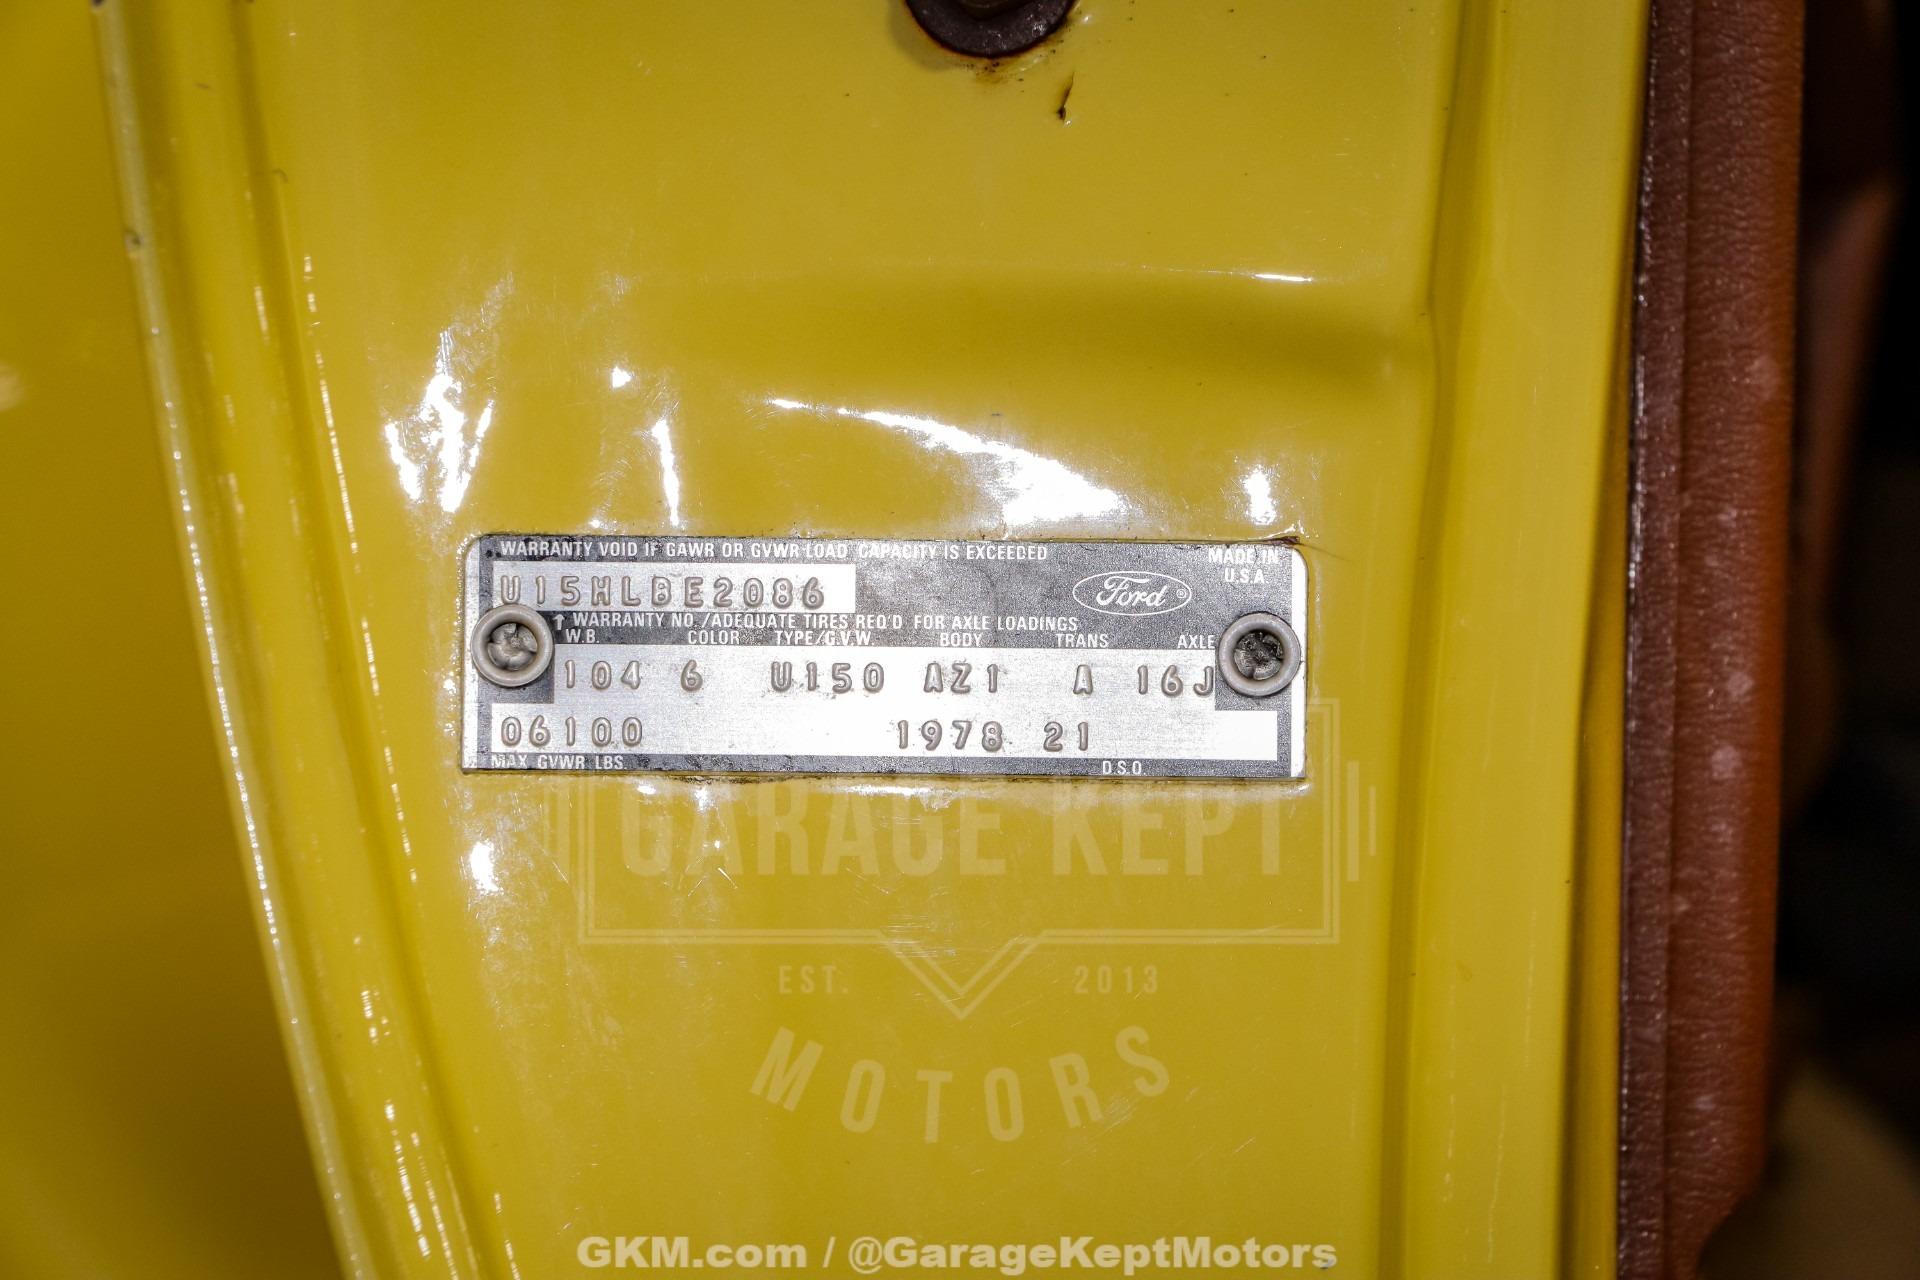 WARRANTY VOID IF GAWR OR GVWR LOAD CAPACITY IS EXCEEDED
MADE IN
U.S.A
U15HLBE2086
Ford ®
↑ WARRANTY NO./ADEQUATE TIRES REQ'D FOR AXLE LOADINGS
W.B. COLOR TYPE/G.V.W. BODY TRANS AXLE
104 6 U150 AZ1 A 16J
06100 1978 21
MAX GVWR LBS D.S.O.
GARAGE KEPT
EST. 2013
MOTORS
GKM.com / @GarageKeptMotors